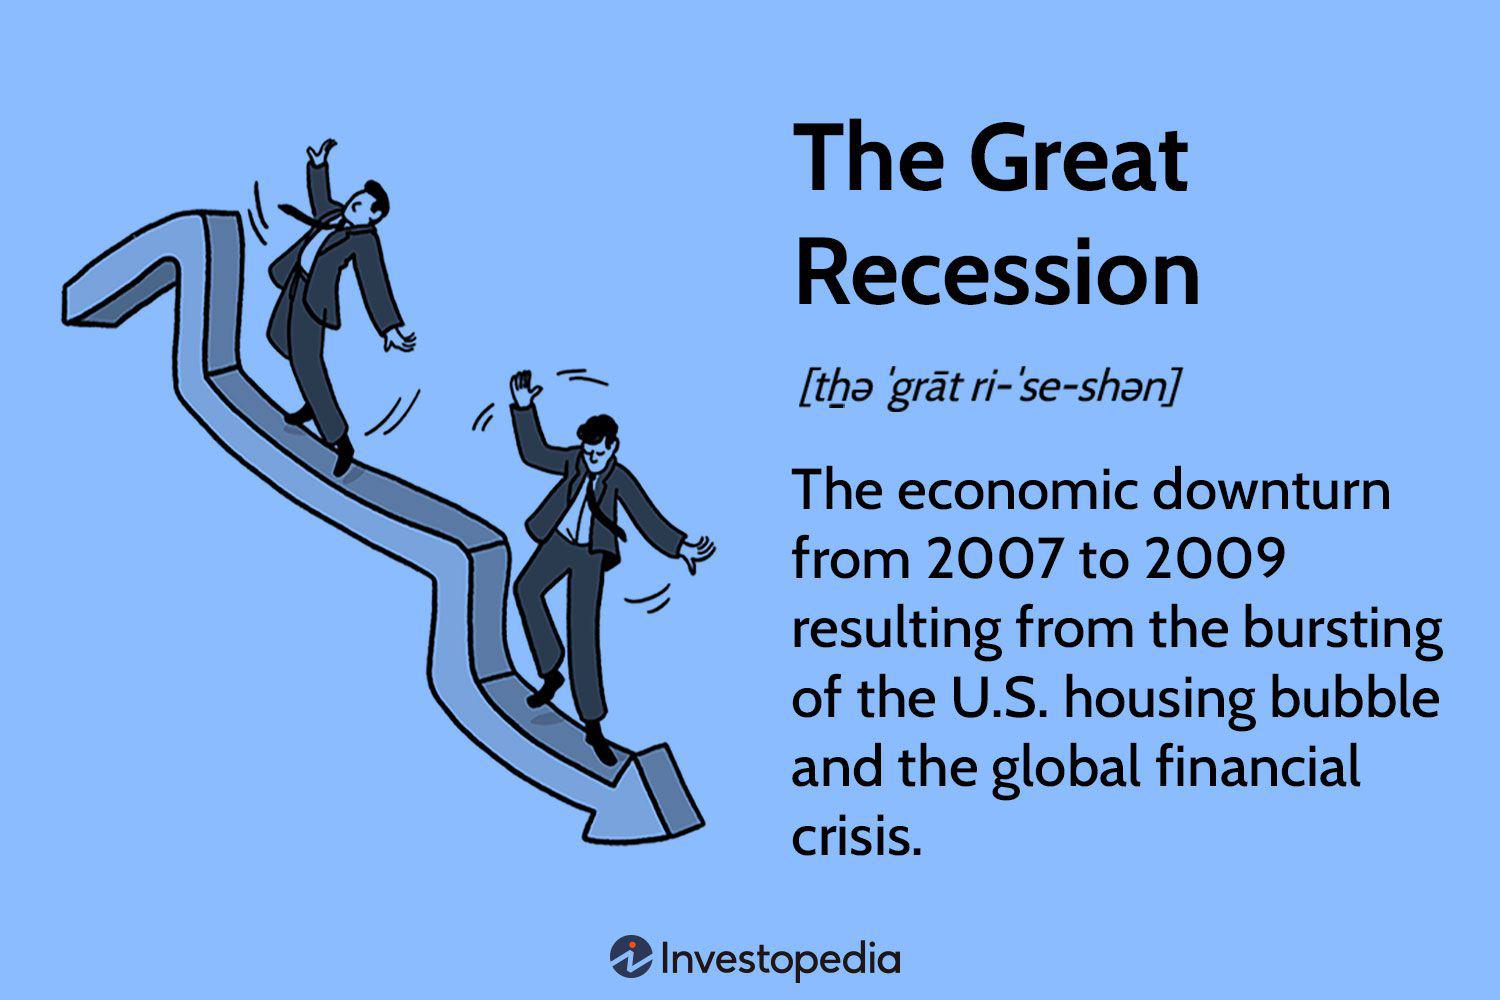 The Great
Recession
[t͟hə ˈgrāt ri-ˈse-shən]
The economic downturn
from 2007 to 2009
resulting from the bursting
of the U.S. housing bubble
and the global financial
crisis.
Investopedia